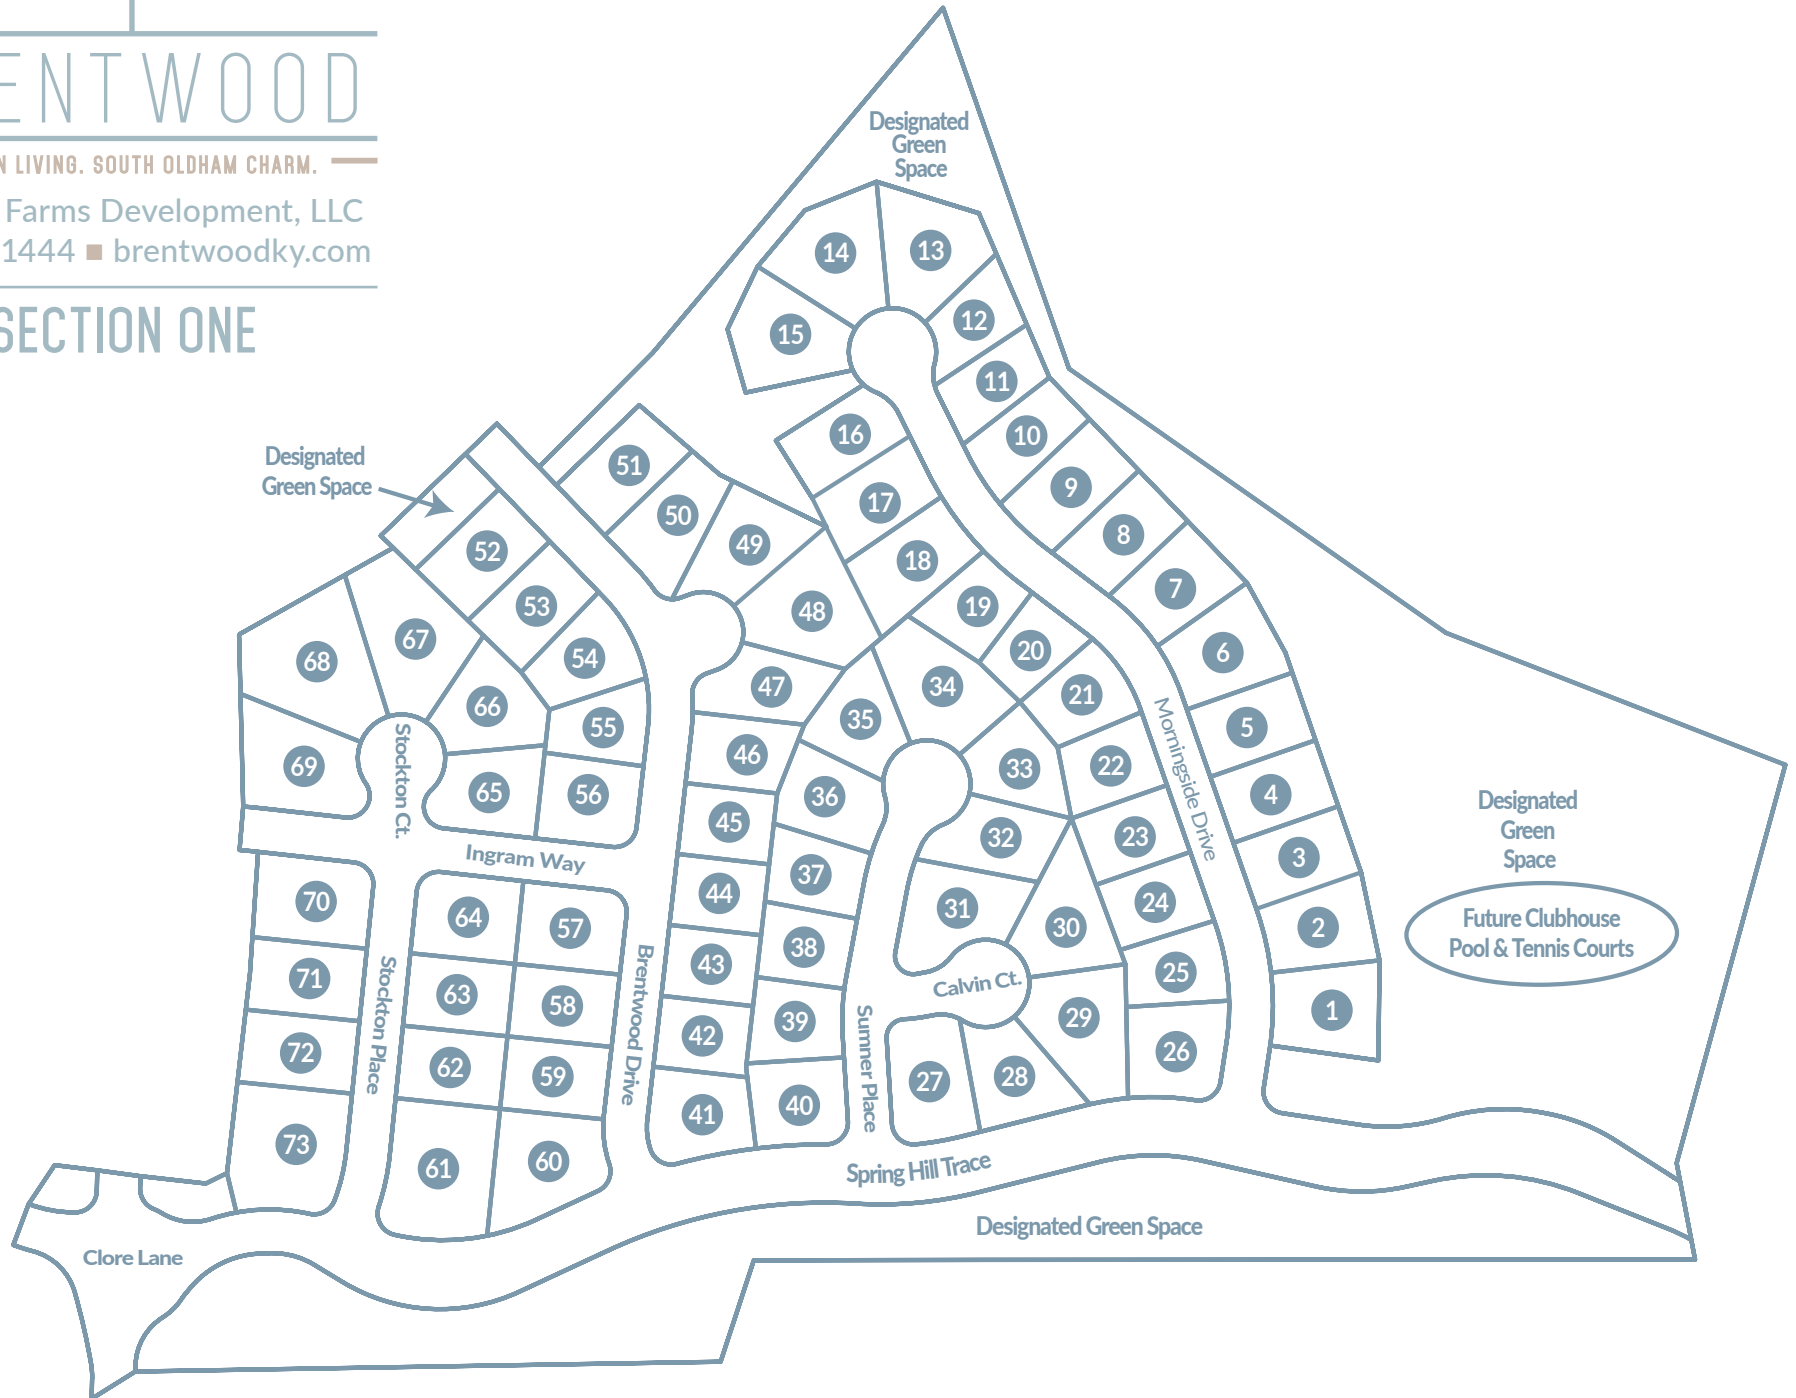 ENTWOOD
N LIVING. SOUTH OLDHAM CHARM.
Farms Development, LLC
1444 ■ brentwoodky.com
SECTION ONE
Designated
Green
Space
14
13
15
12
11
16
10
Designated
Green Space
51
50
17
9
49
8
52
18
7
53
48
19
20
6
54
67
68
47
34
21
66
35
55
5
46
Stockton Ct.
69
33
22
Morningside Drive
65
56
36
4
45
32
23
3
Designated
Green
Space
Ingram Way
37
44
31
24
70
64
57
30
2
Future Clubhouse
Pool & Tennis Courts
38
43
71
63
58
Stockton Place
Brentwood Drive
25
Calvin Ct.
1
39
42
29
Sumner Place
72
62
59
26
27
28
40
41
73
61
60
Spring Hill Trace
Designated Green Space
Clore Lane